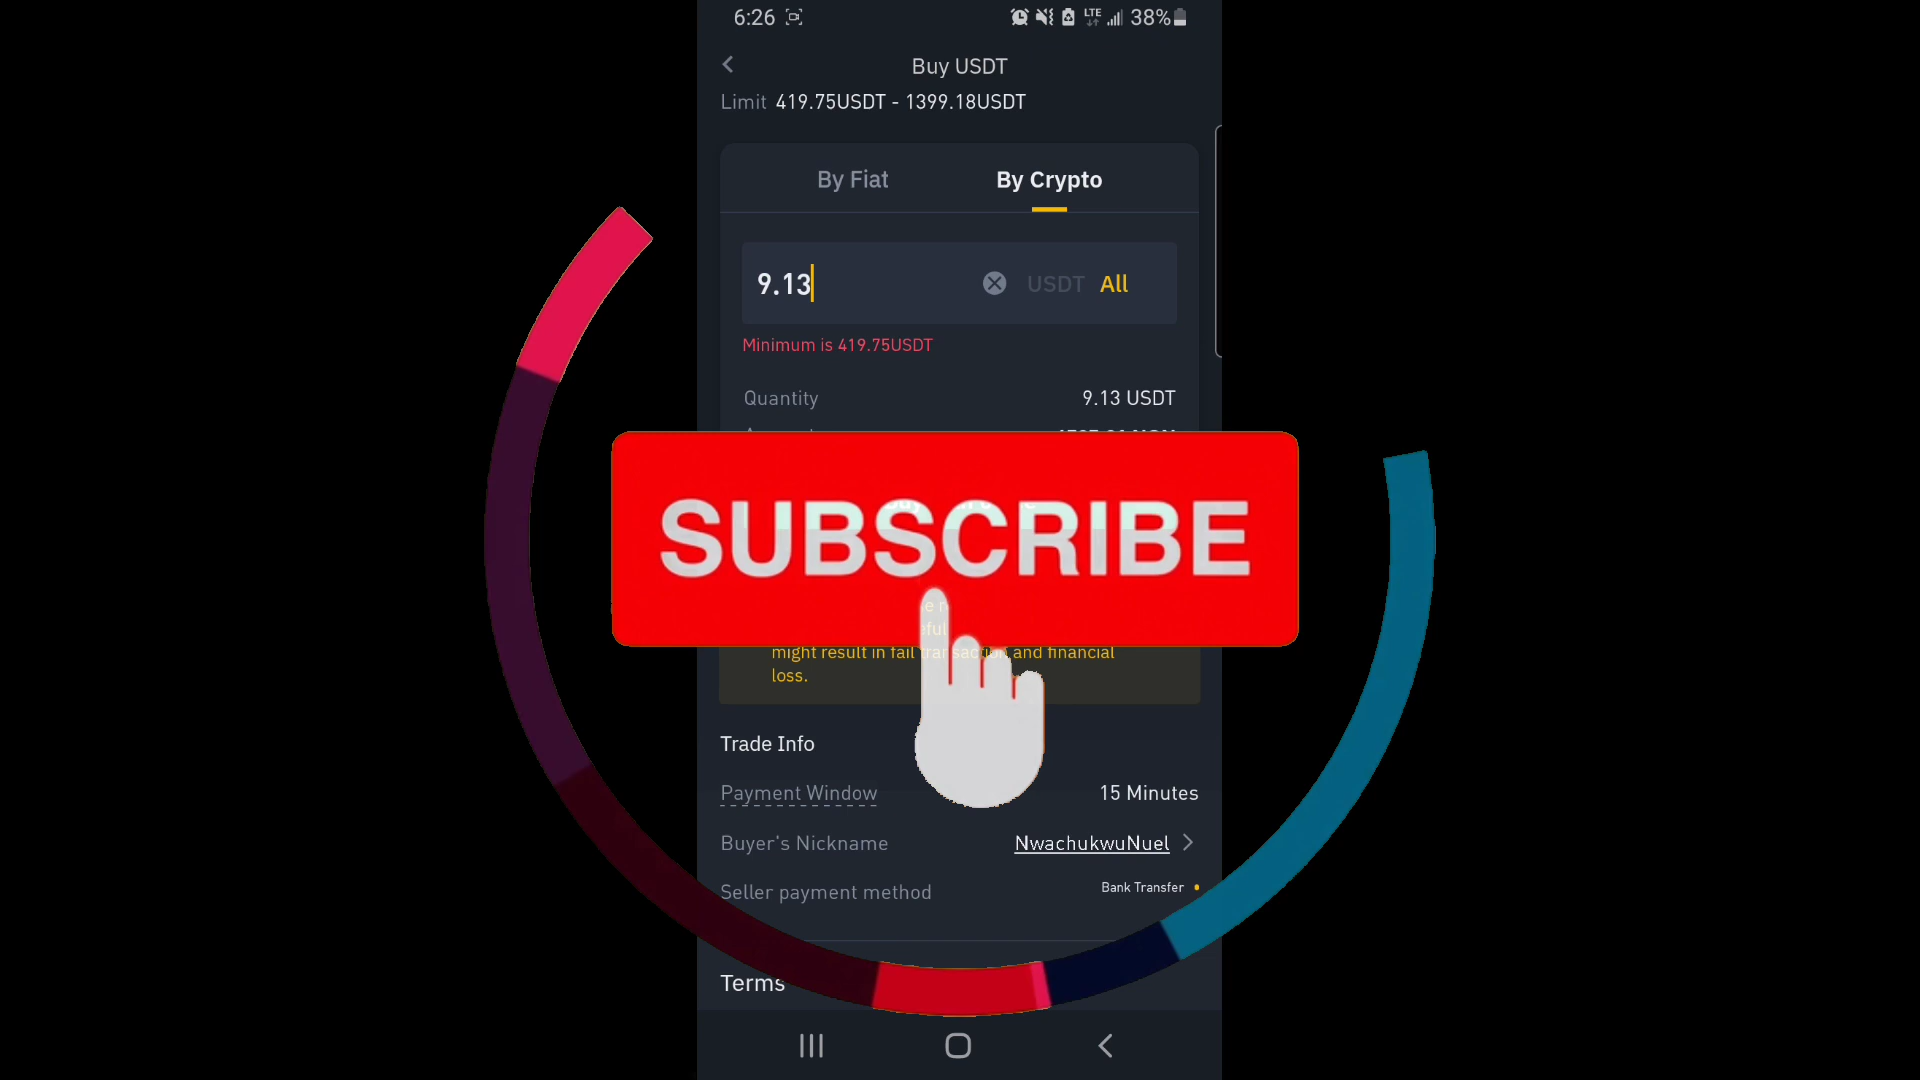 6:26 LTE 38%
Buy USDT
Limit 419.75USDT - 1399.18USDT
By Fiat By Crypto
9.13 USDT All
Minimum is 419.75USDT
Quantity 9.13 USDT
SUBSCRIBE
might result in fail transaction and financial
loss.
Trade Info
Payment Window 15 Minutes
Buyer's Nickname NwachukwuNuel
Seller payment method Bank Transfer
Terms